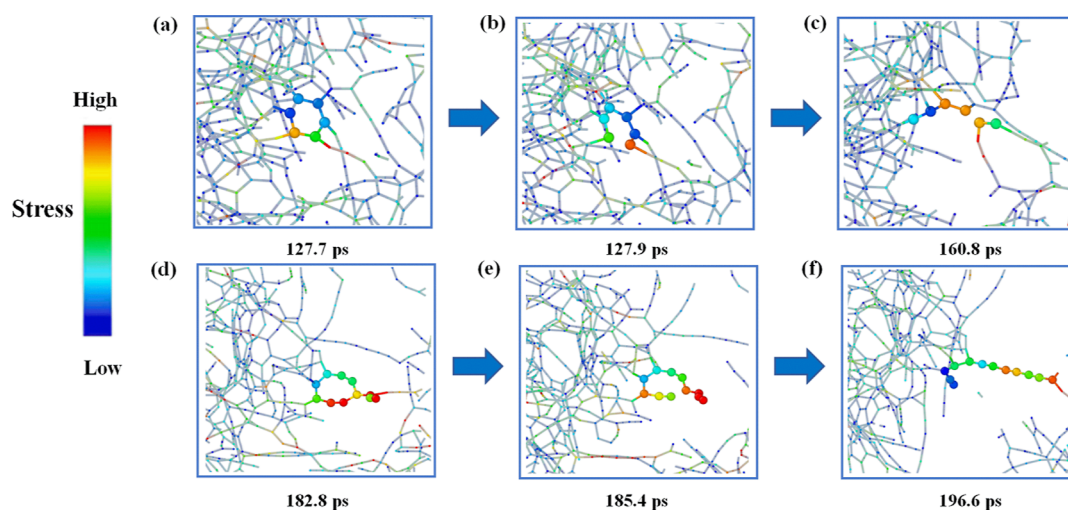 (a)
(b)
(c)
High
Stress
Low
127.7 ps
127.9 ps
160.8 ps
(d)
(e)
(f)
182.8 ps
185.4 ps
196.6 ps